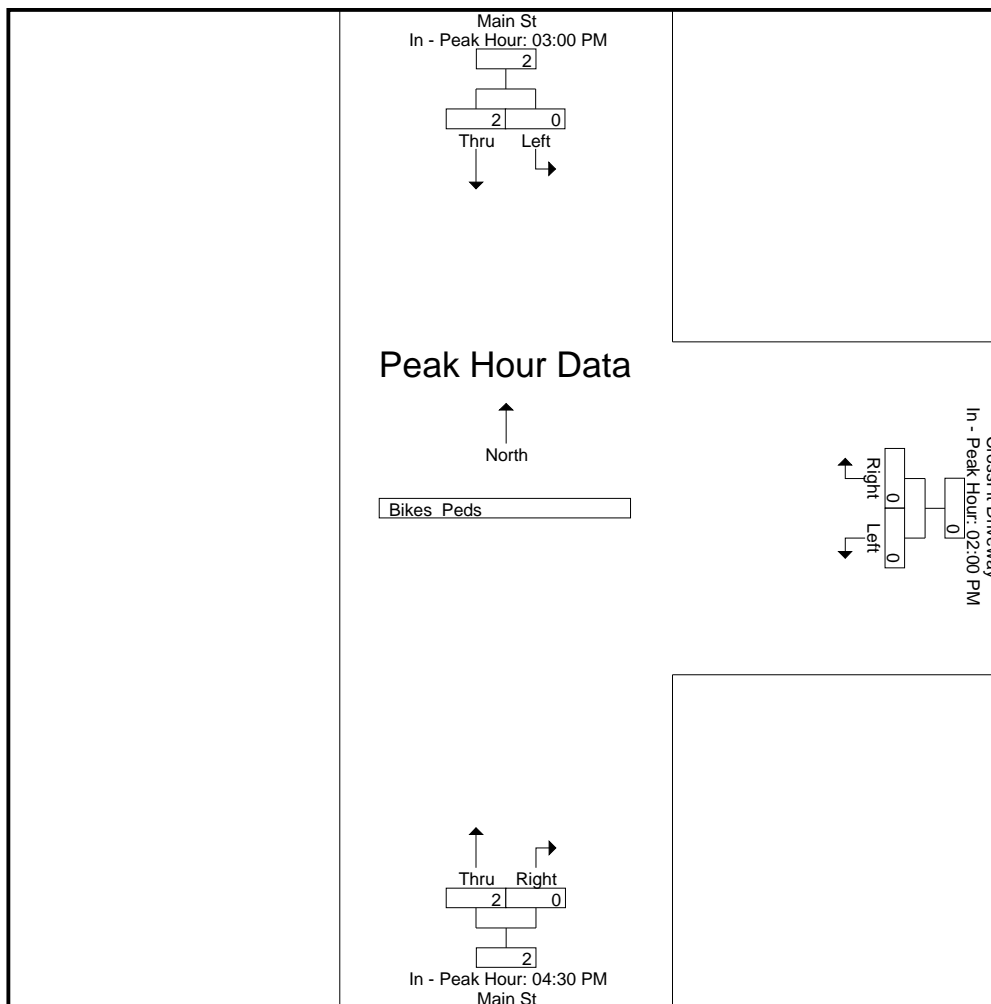 Main St
In - Peak Hour: 03:00 PM
2
2 0
Thru Left
Peak Hour Data
North
Bikes Peds
Right
0
Left
0
0
In - Peak Hour: 02:00 PM
Driveway
Thru Right
2 0
2
In - Peak Hour: 04:30 PM
Main St